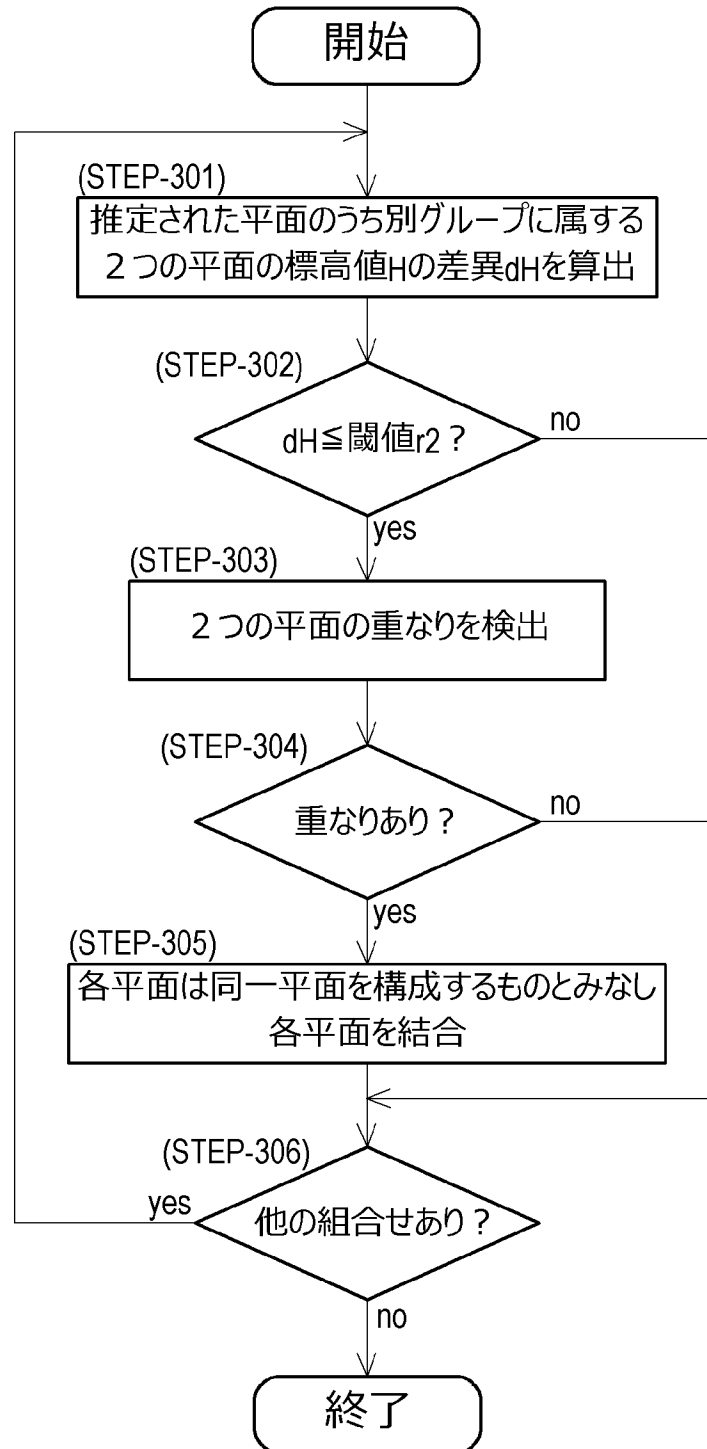 開始
(STEP-301)
推定された平面のうち別グループに属する
２つの平面の標高値Hの差異dHを算出
(STEP-302)
dH≦閾値r2？
no
yes
(STEP-303)
２つの平面の重なりを検出
(STEP-304)
重なりあり？
no
yes
(STEP-305)
各平面は同一平面を構成するものとみなし
各平面を結合
(STEP-306)
yes
他の組合せあり？
no
終了